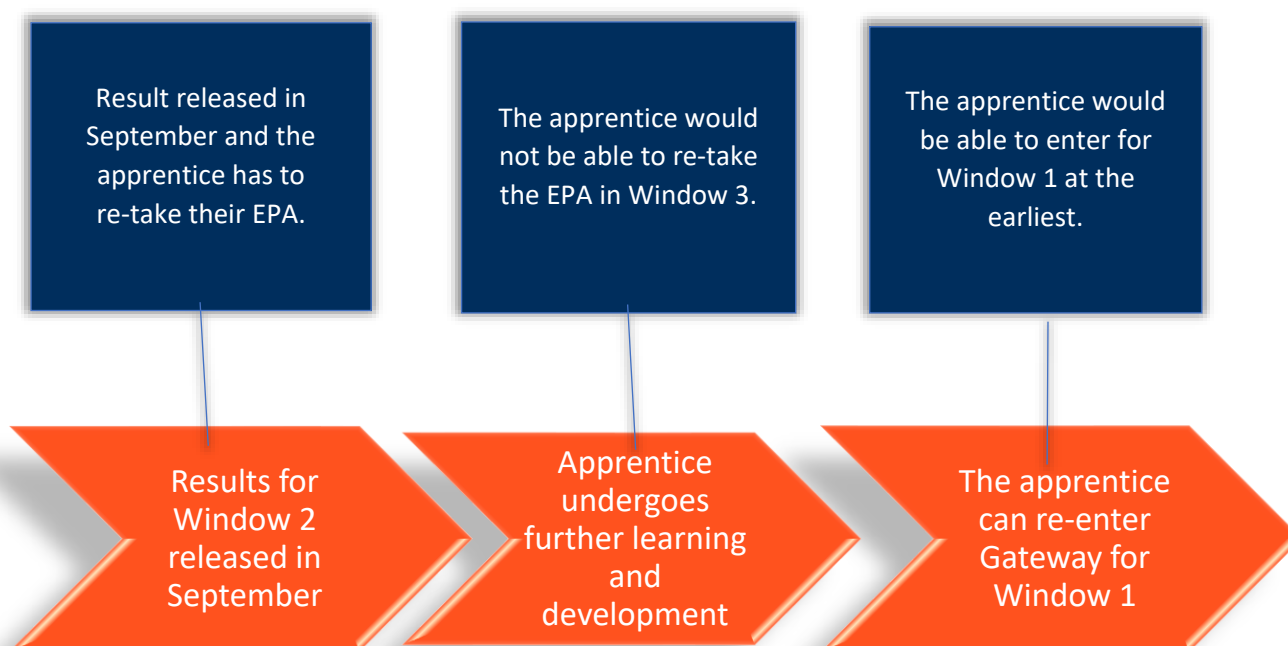 Result released in
September and the
apprentice has to
re-take their EPA.
The apprentice would
not be able to re-take
the EPA in Window 3.
The apprentice would
be able to enter for
Window 1 at the
earliest.
Results for
Window 2
released in
September
Apprentice
undergoes
further learning
and
development
The apprentice
can re-enter
Gateway for
Window 1